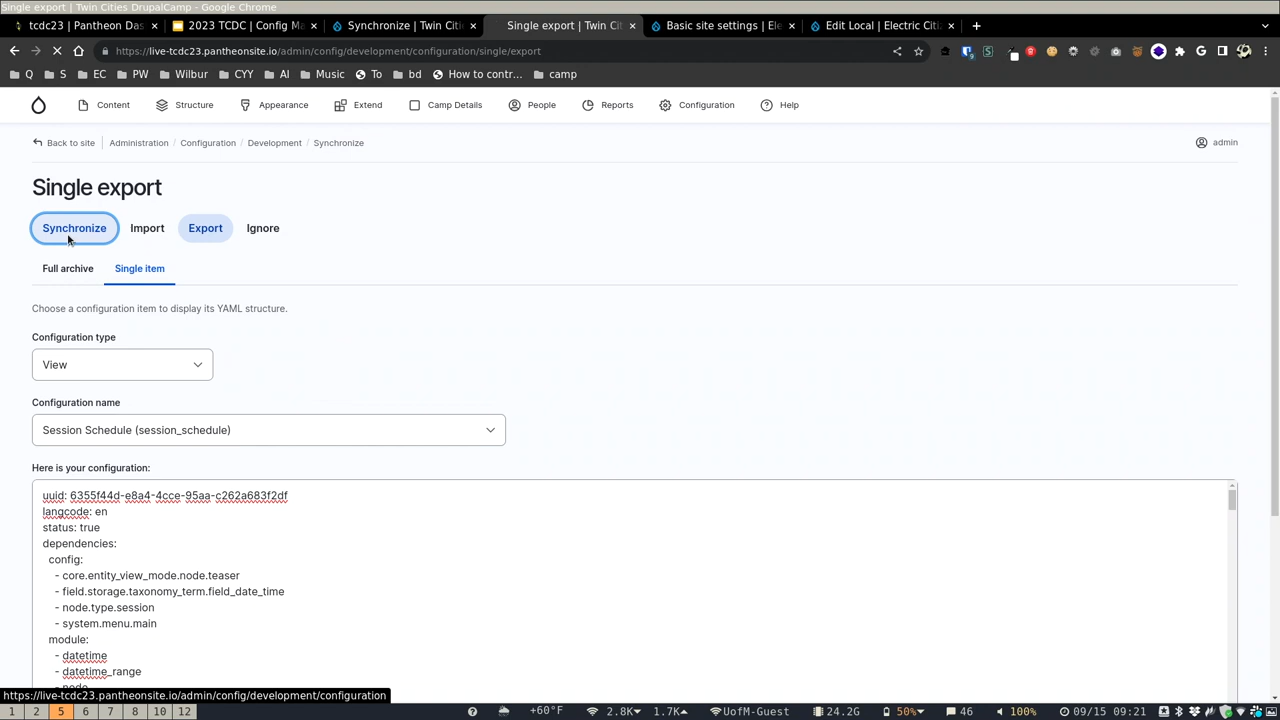 Single export | Twin Cities DrupalCamp - Google Chrome
tcdc23 | Pantheon Das
2023 TCDC | Config M
Synchronize | Twin Citi
Single export | Twin Ci
Basic site settings | Ele
Edit Local | Electric Citi
https://live-tcdc23.pantheonsite.io/admin/config/development/configuration/single/export
Q
S
EC
PW
Wilbur
CYY
AI
Music
To
bd
How to contr...
camp
Content
Structure
Appearance
Extend
Camp Details
People
Reports
Configuration
Help
Back to site
Administration / Configuration / Development / Synchronize
admin
Single export
Synchronize
Import
Export
Ignore
Full archive
Single item
Choose a configuration item to display its YAML structure.
Configuration type
View
Configuration name
Session Schedule (session_schedule)
Here is your configuration:
uuid: 6355f44d-e8a4-4cce-95aa-c262a683f2df
langcode: en
status: true
dependencies:
config:
- core.entity_view_mode.node.teaser
- field.storage.taxonomy_term.field_date_time
- node.type.session
- system.menu.main
module:
- datetime
- datetime_range
- node
https://live-tcdc23.pantheonsite.io/admin/config/development/configuration
1 2 5 6 7 8 10 12
+60°F
2.8K
1.7K
UofM-Guest
24.2G
50%
46
100%
09/15 09:21